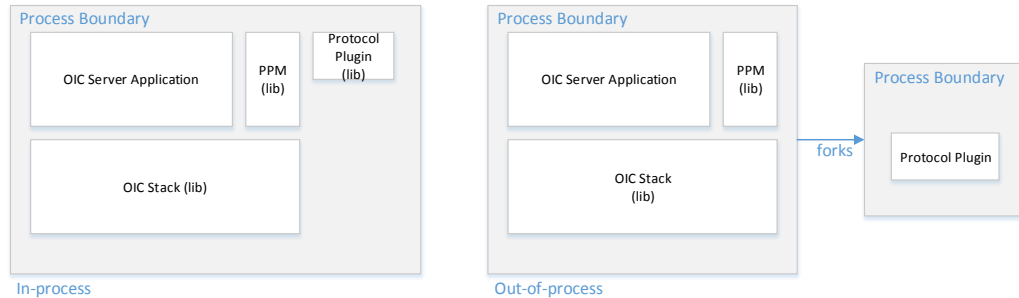 Process Boundary
OIC Server Application
PPM
(lib)
Protocol
Plugin
(lib)
OIC Stack (lib)
In-process
Process Boundary
OIC Server Application
PPM
(lib)
OIC Stack
(lib)
Out-of-process
forks
Process Boundary
Protocol Plugin